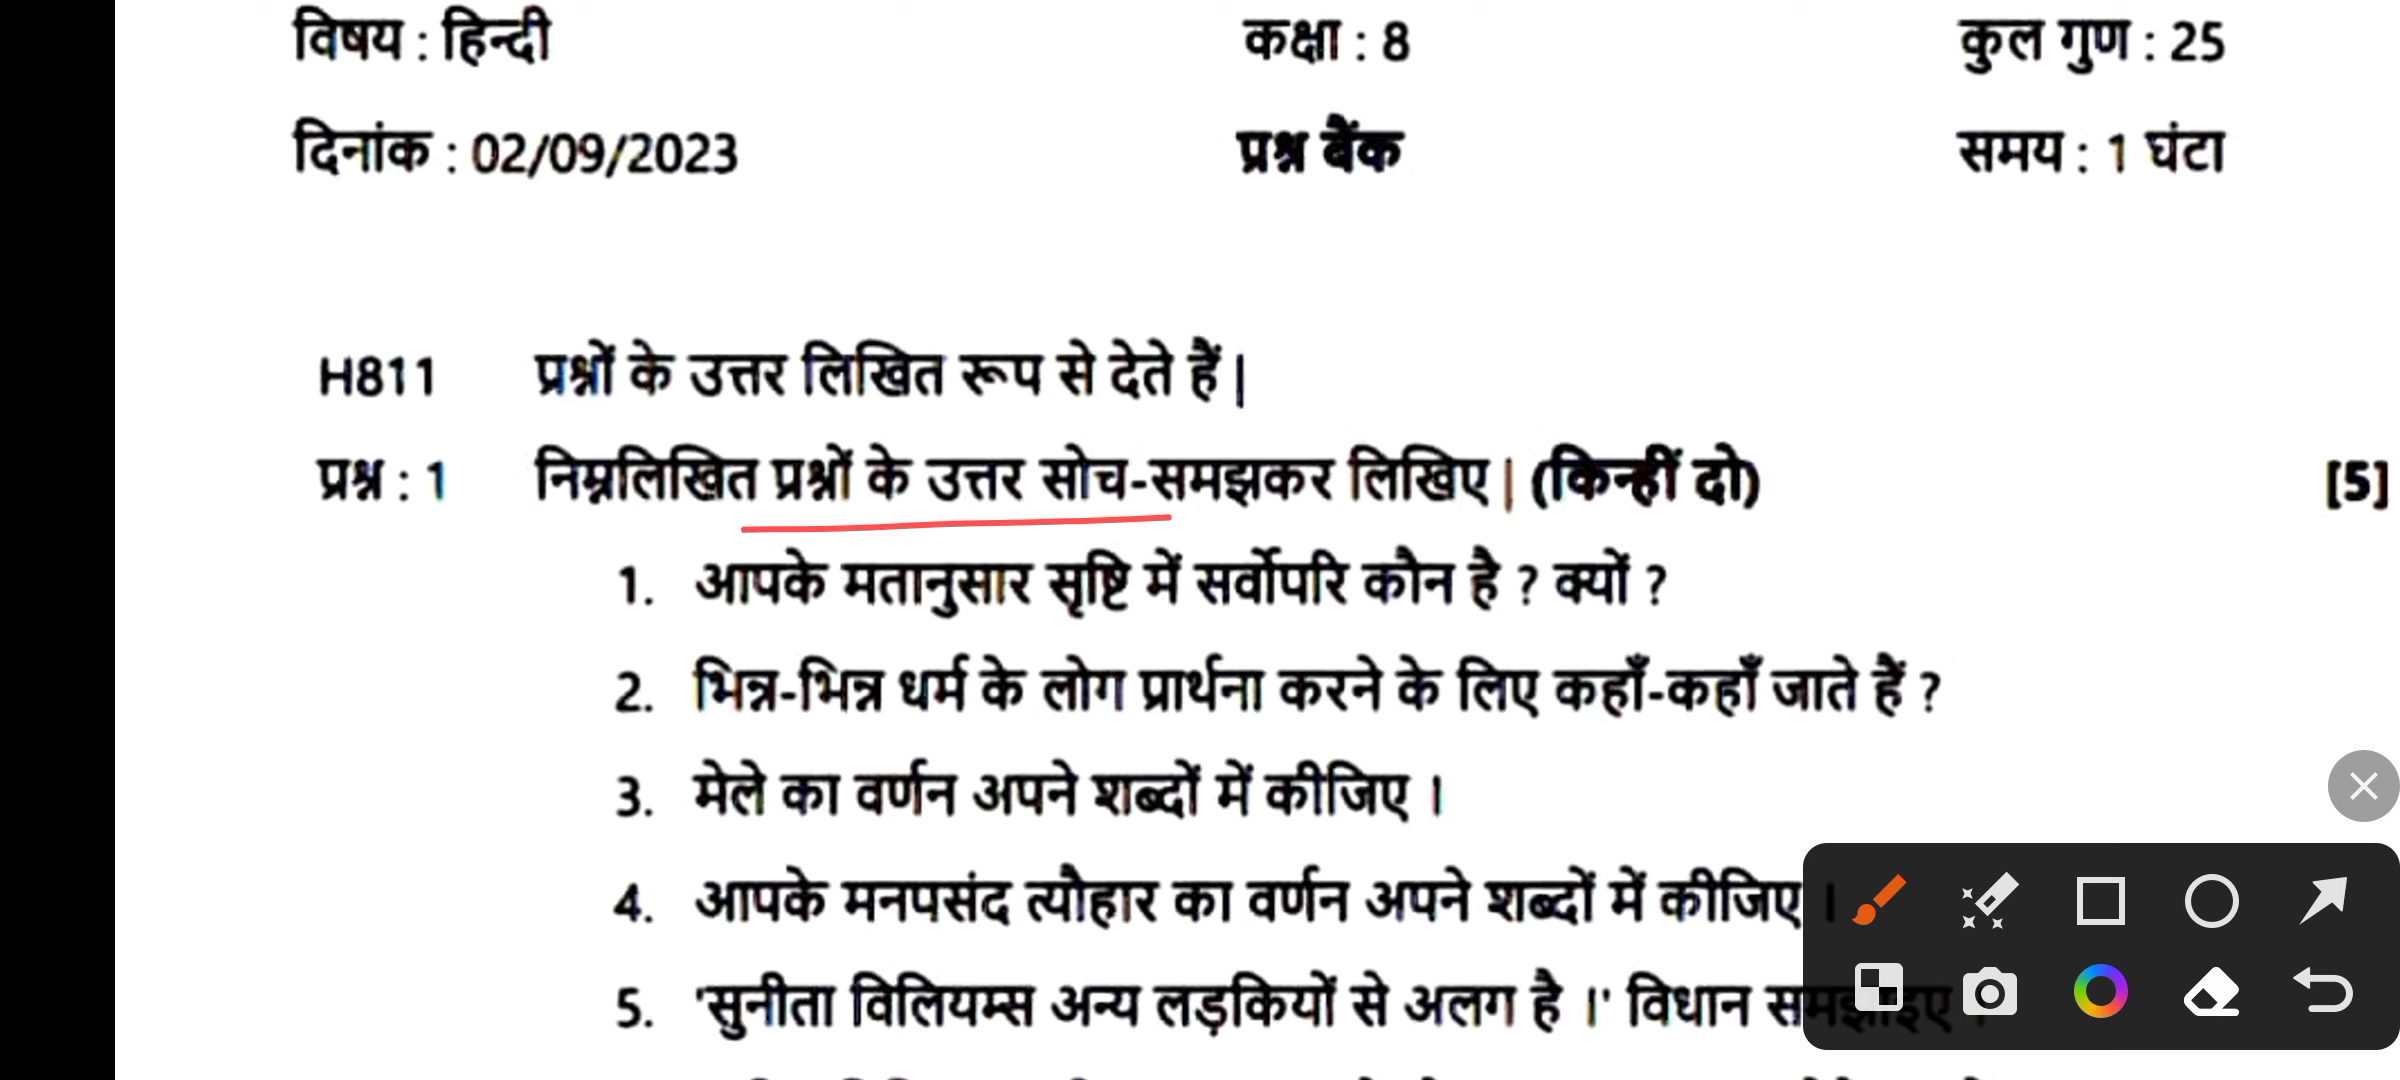 विषय : हिन्दी कक्षा : 8 कुल गुण : 25
दिनांक : 02/09/2023 प्रश्न बैंक समय : 1 घंटा
H811 प्रश्नों के उत्तर लिखित रूप से देते हैं |
प्रश्न : 1 निम्नलिखित प्रश्नों के उत्तर सोच-समझकर लिखिए | (किन्हीं दो) [5]
1. आपके मतानुसार सृष्टि में सर्वोपरि कौन है ? क्यों ?
2. भिन्न-भिन्न धर्म के लोग प्रार्थना करने के लिए कहाँ-कहाँ जाते हैं ?
3. मेले का वर्णन अपने शब्दों में कीजिए ।
4. आपके मनपसंद त्यौहार का वर्णन अपने शब्दों में कीजिए ।
5. 'सुनीता विलियम्स अन्य लड़कियों से अलग है ।' विधान समझाइए ।